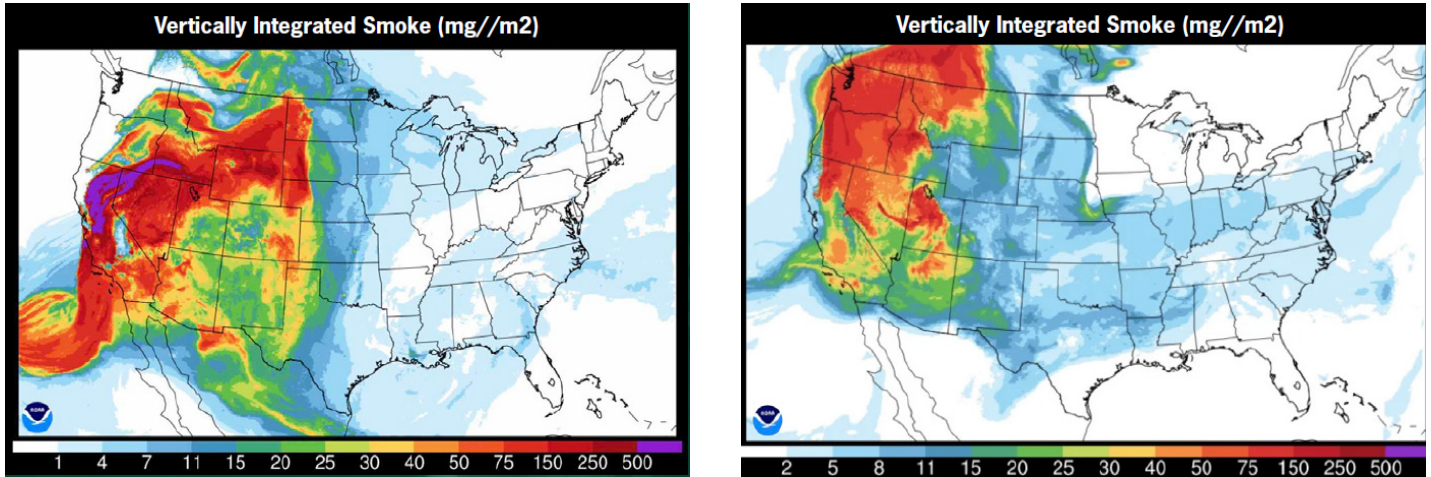 Vertically Integrated Smoke (mg//m2)
NOAA
1 4 7 11 15 20 25 30 40 50 75 150 250 500
Vertically Integrated Smoke (mg//m2)
NOAA
2 5 8 11 15 20 25 30 40 50 75 150 250 500